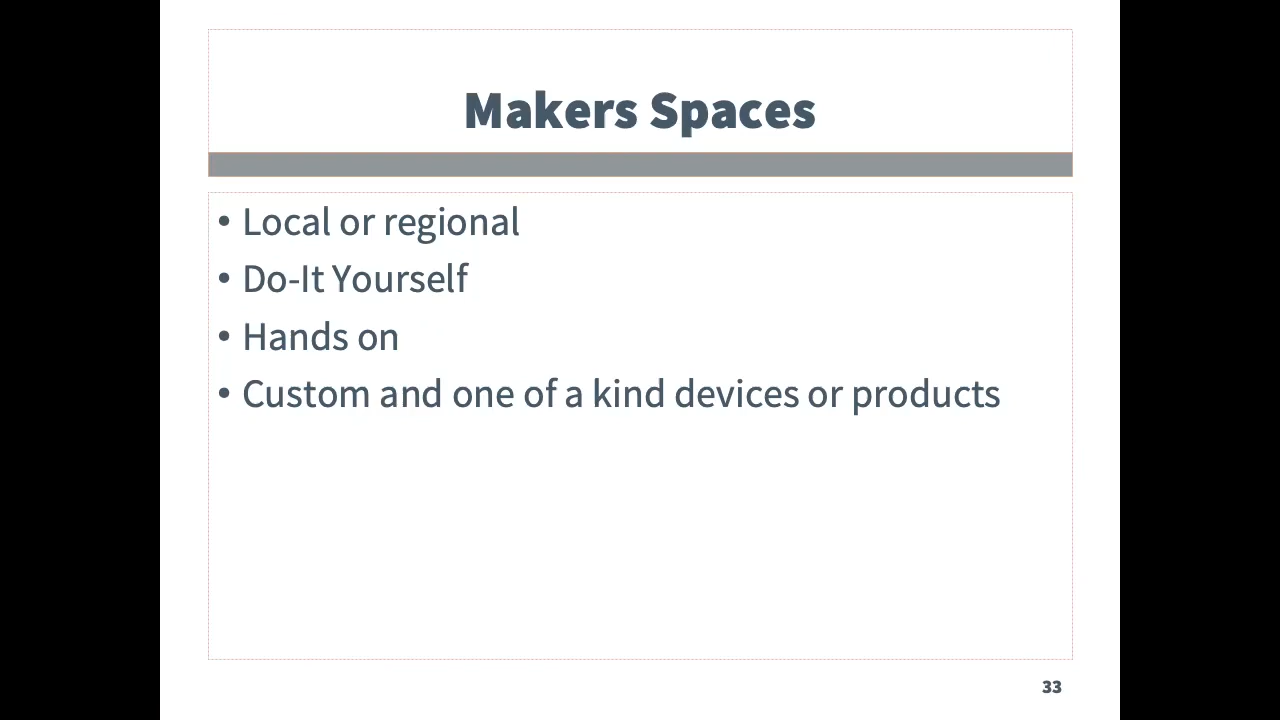 Makers Spaces
• Local or regional
• Do-It Yourself
• Hands on
• Custom and one of a kind devices or products
33